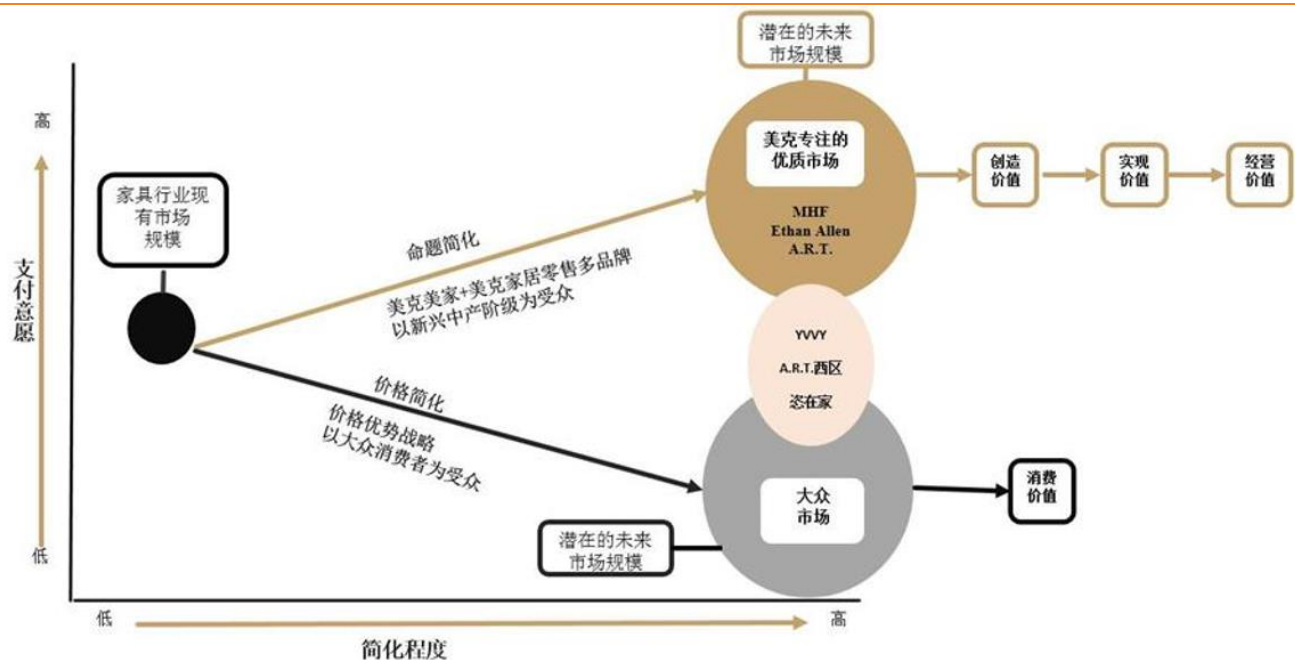 潜在的未来
市场规模
高
美克专注的
优质市场
创造
价值
实现
价值
经营
价值
家具行业现
有市场
规模
MHF
Ethan Allen
A.R.T.
命题简化
美克美家+美克家居零售多品牌
以新兴中产阶级为受众
支付意愿
YVVY
A.R.T.西区
恣在家
价格简化
价格优势战略
以大众消费者为受众
消费
价值
大众
市场
潜在的未来
市场规模
低
低
高
简化程度